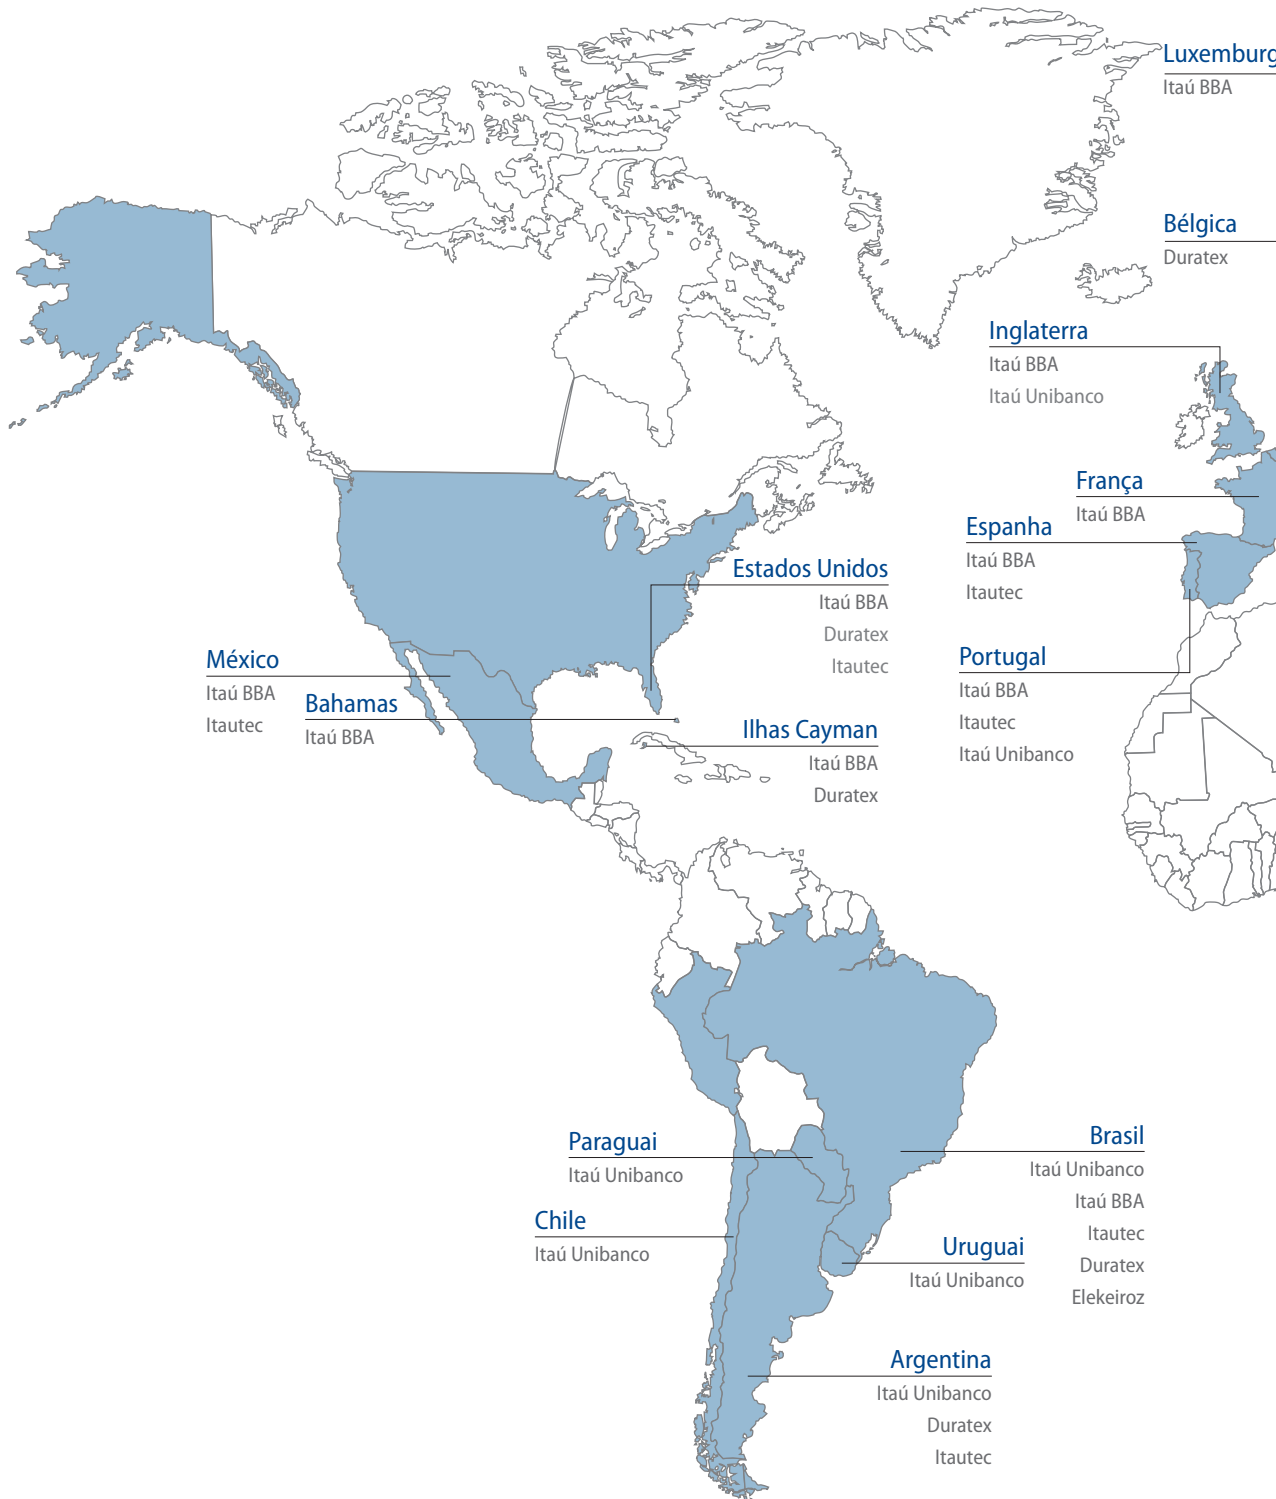 Luxemburg
Itaú BBA
Bélgica
Duratex
Inglaterra
Itaú BBA
Itaú Unibanco
França
Itaú BBA
Espanha
Itaú BBA
Itautec
Estados Unidos
Itaú BBA
Duratex
Itautec
Portugal
Itaú BBA
Itautec
Itaú Unibanco
México
Itaú BBA
Itautec
Bahamas
Itaú BBA
Ilhas Cayman
Itaú BBA
Duratex
Paraguai
Itaú Unibanco
Chile
Itaú Unibanco
Brasil
Itaú Unibanco
Itaú BBA
Itautec
Duratex
Elekeiroz
Uruguai
Itaú Unibanco
Argentina
Itaú Unibanco
Duratex
Itautec